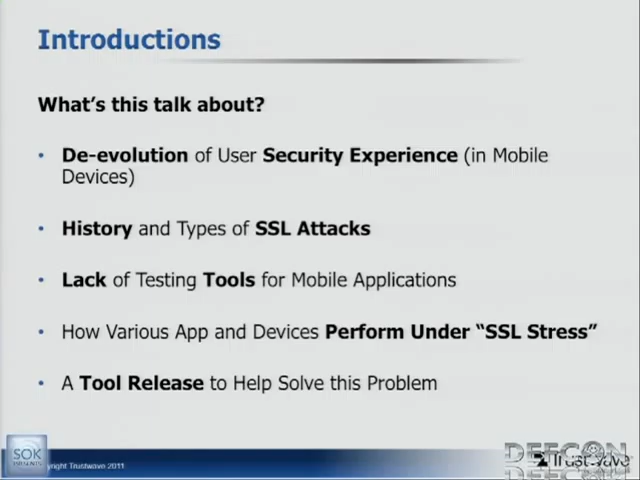 Introductions
What's this talk about?
• De-evolution of User Security Experience (in Mobile
Devices)
• History and Types of SSL Attacks
• Lack of Testing Tools for Mobile Applications
• How Various App and Devices Perform Under “SSL Stress”
• A Tool Release to Help Solve this Problem
SOK
pyright Trustwave 2011
DEFCON
Trustwave